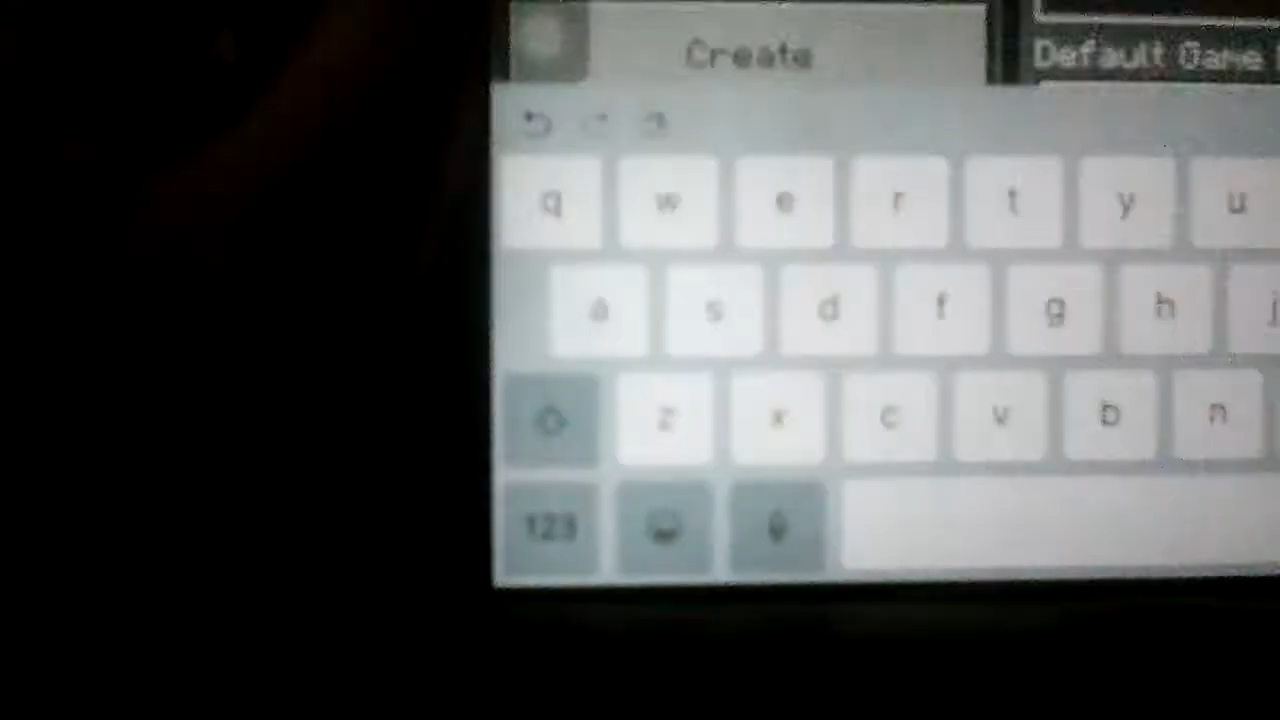 Create
Default Game
q w e r t y u
a s d f g h j
z x c v b n
123